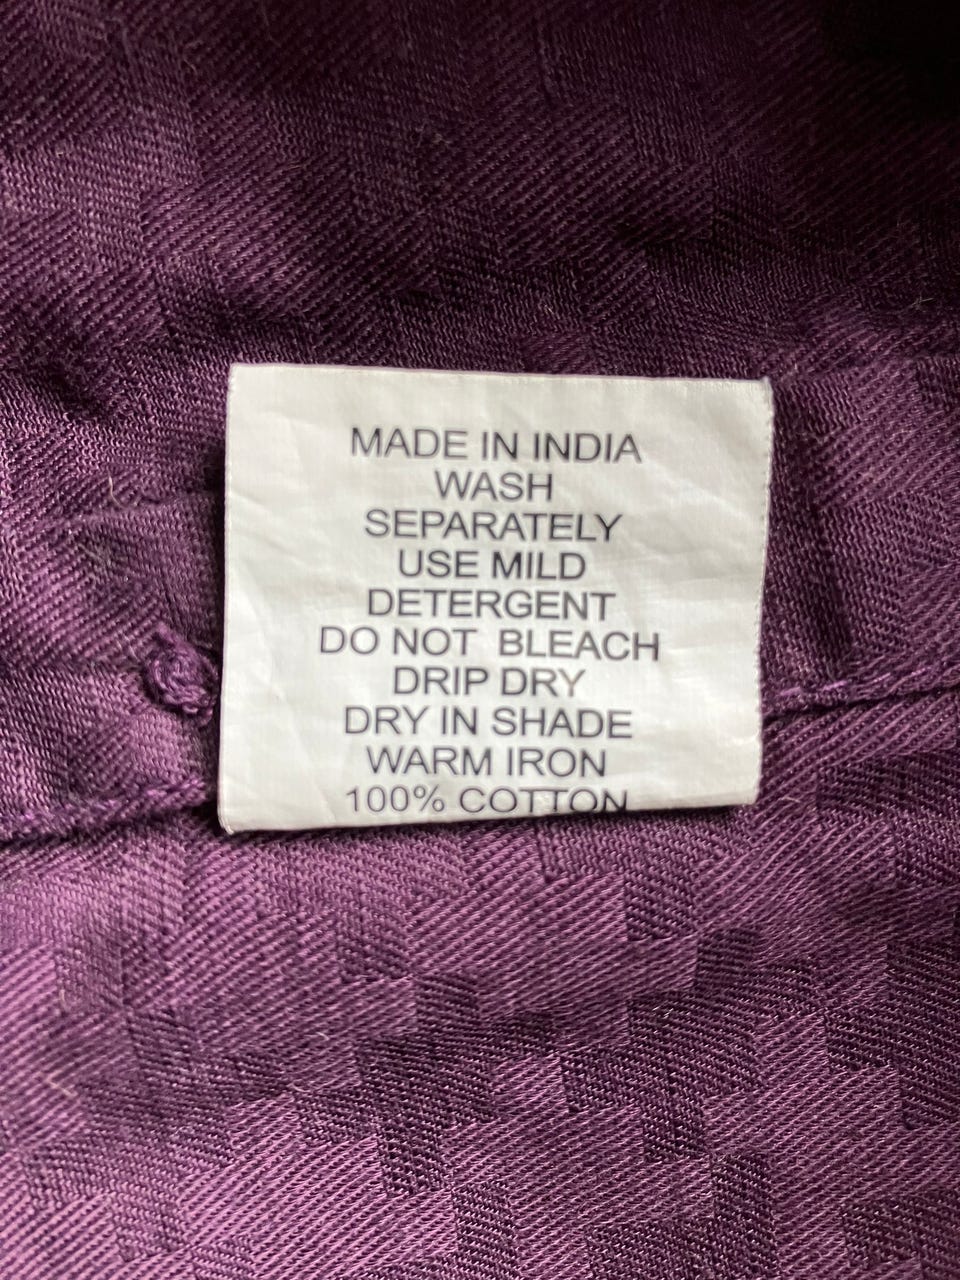 MADE IN INDIA
WASH
SEPARATELY
USE MILD
DETERGENT
DO NOT BLEACH
DRIP DRY
DRY IN SHADE
WARM IRON
100% COTTON